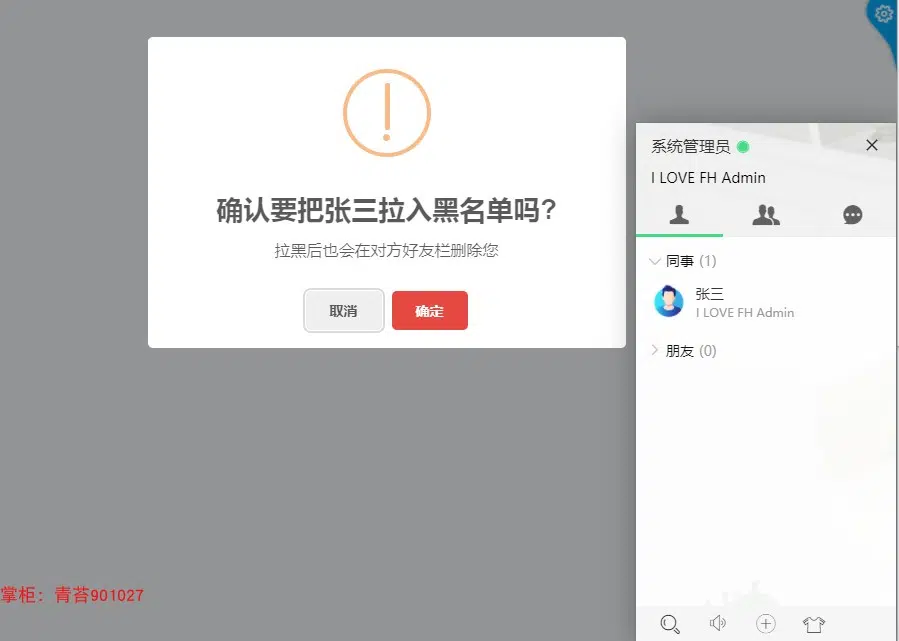 确认要把张三拉入黑名单吗?
拉黑后也会在对方好友栏删除您
取消
确定
系统管理员
I LOVE FH Admin
同事 (1)
张三
I LOVE FH Admin
朋友 (0)
掌柜：青苔901027